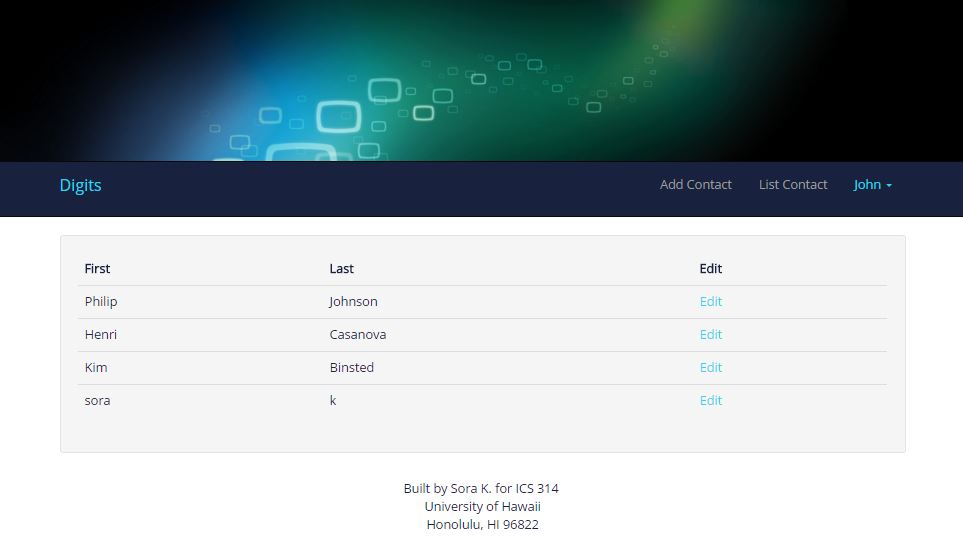 Digits Add Contact List Contact John
First Last Edit
Philip Johnson Edit
Henri Casanova Edit
Kim Binsted Edit
sora k Edit
Built by Sora K. for ICS 314
University of Hawaii
Honolulu, HI 96822